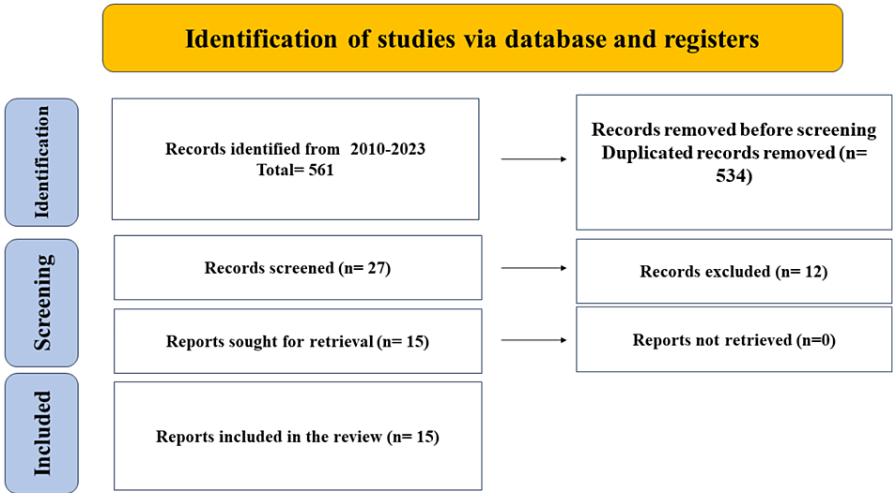 Identification of studies via database and registers
Identification
Records identified from 2010-2023
Total= 561
Records removed before screening
Duplicated records removed (n=
534)
Screening
Records screened (n= 27)
Records excluded (n= 12)
Reports sought for retrieval (n= 15)
Reports not retrieved (n=0)
Included
Reports included in the review (n= 15)